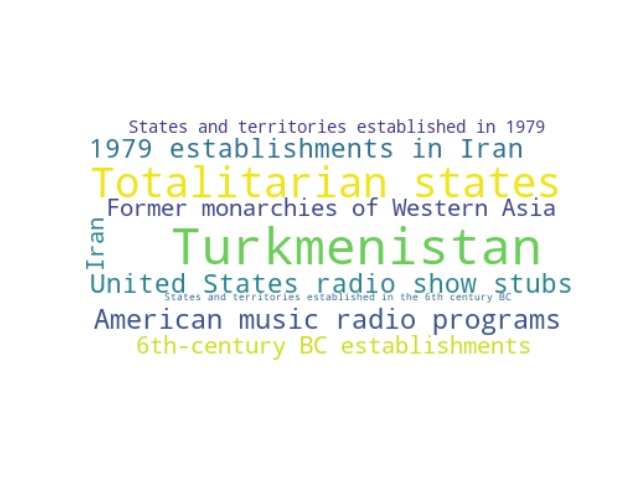 States and territories established in 1979
1979 establishments in Iran
Totalitarian states
Former monarchies of Western Asia
Iran
Turkmenistan
United States radio show stubs
States and territories established in the 6th century BC
American music radio programs
6th-century BC establishments